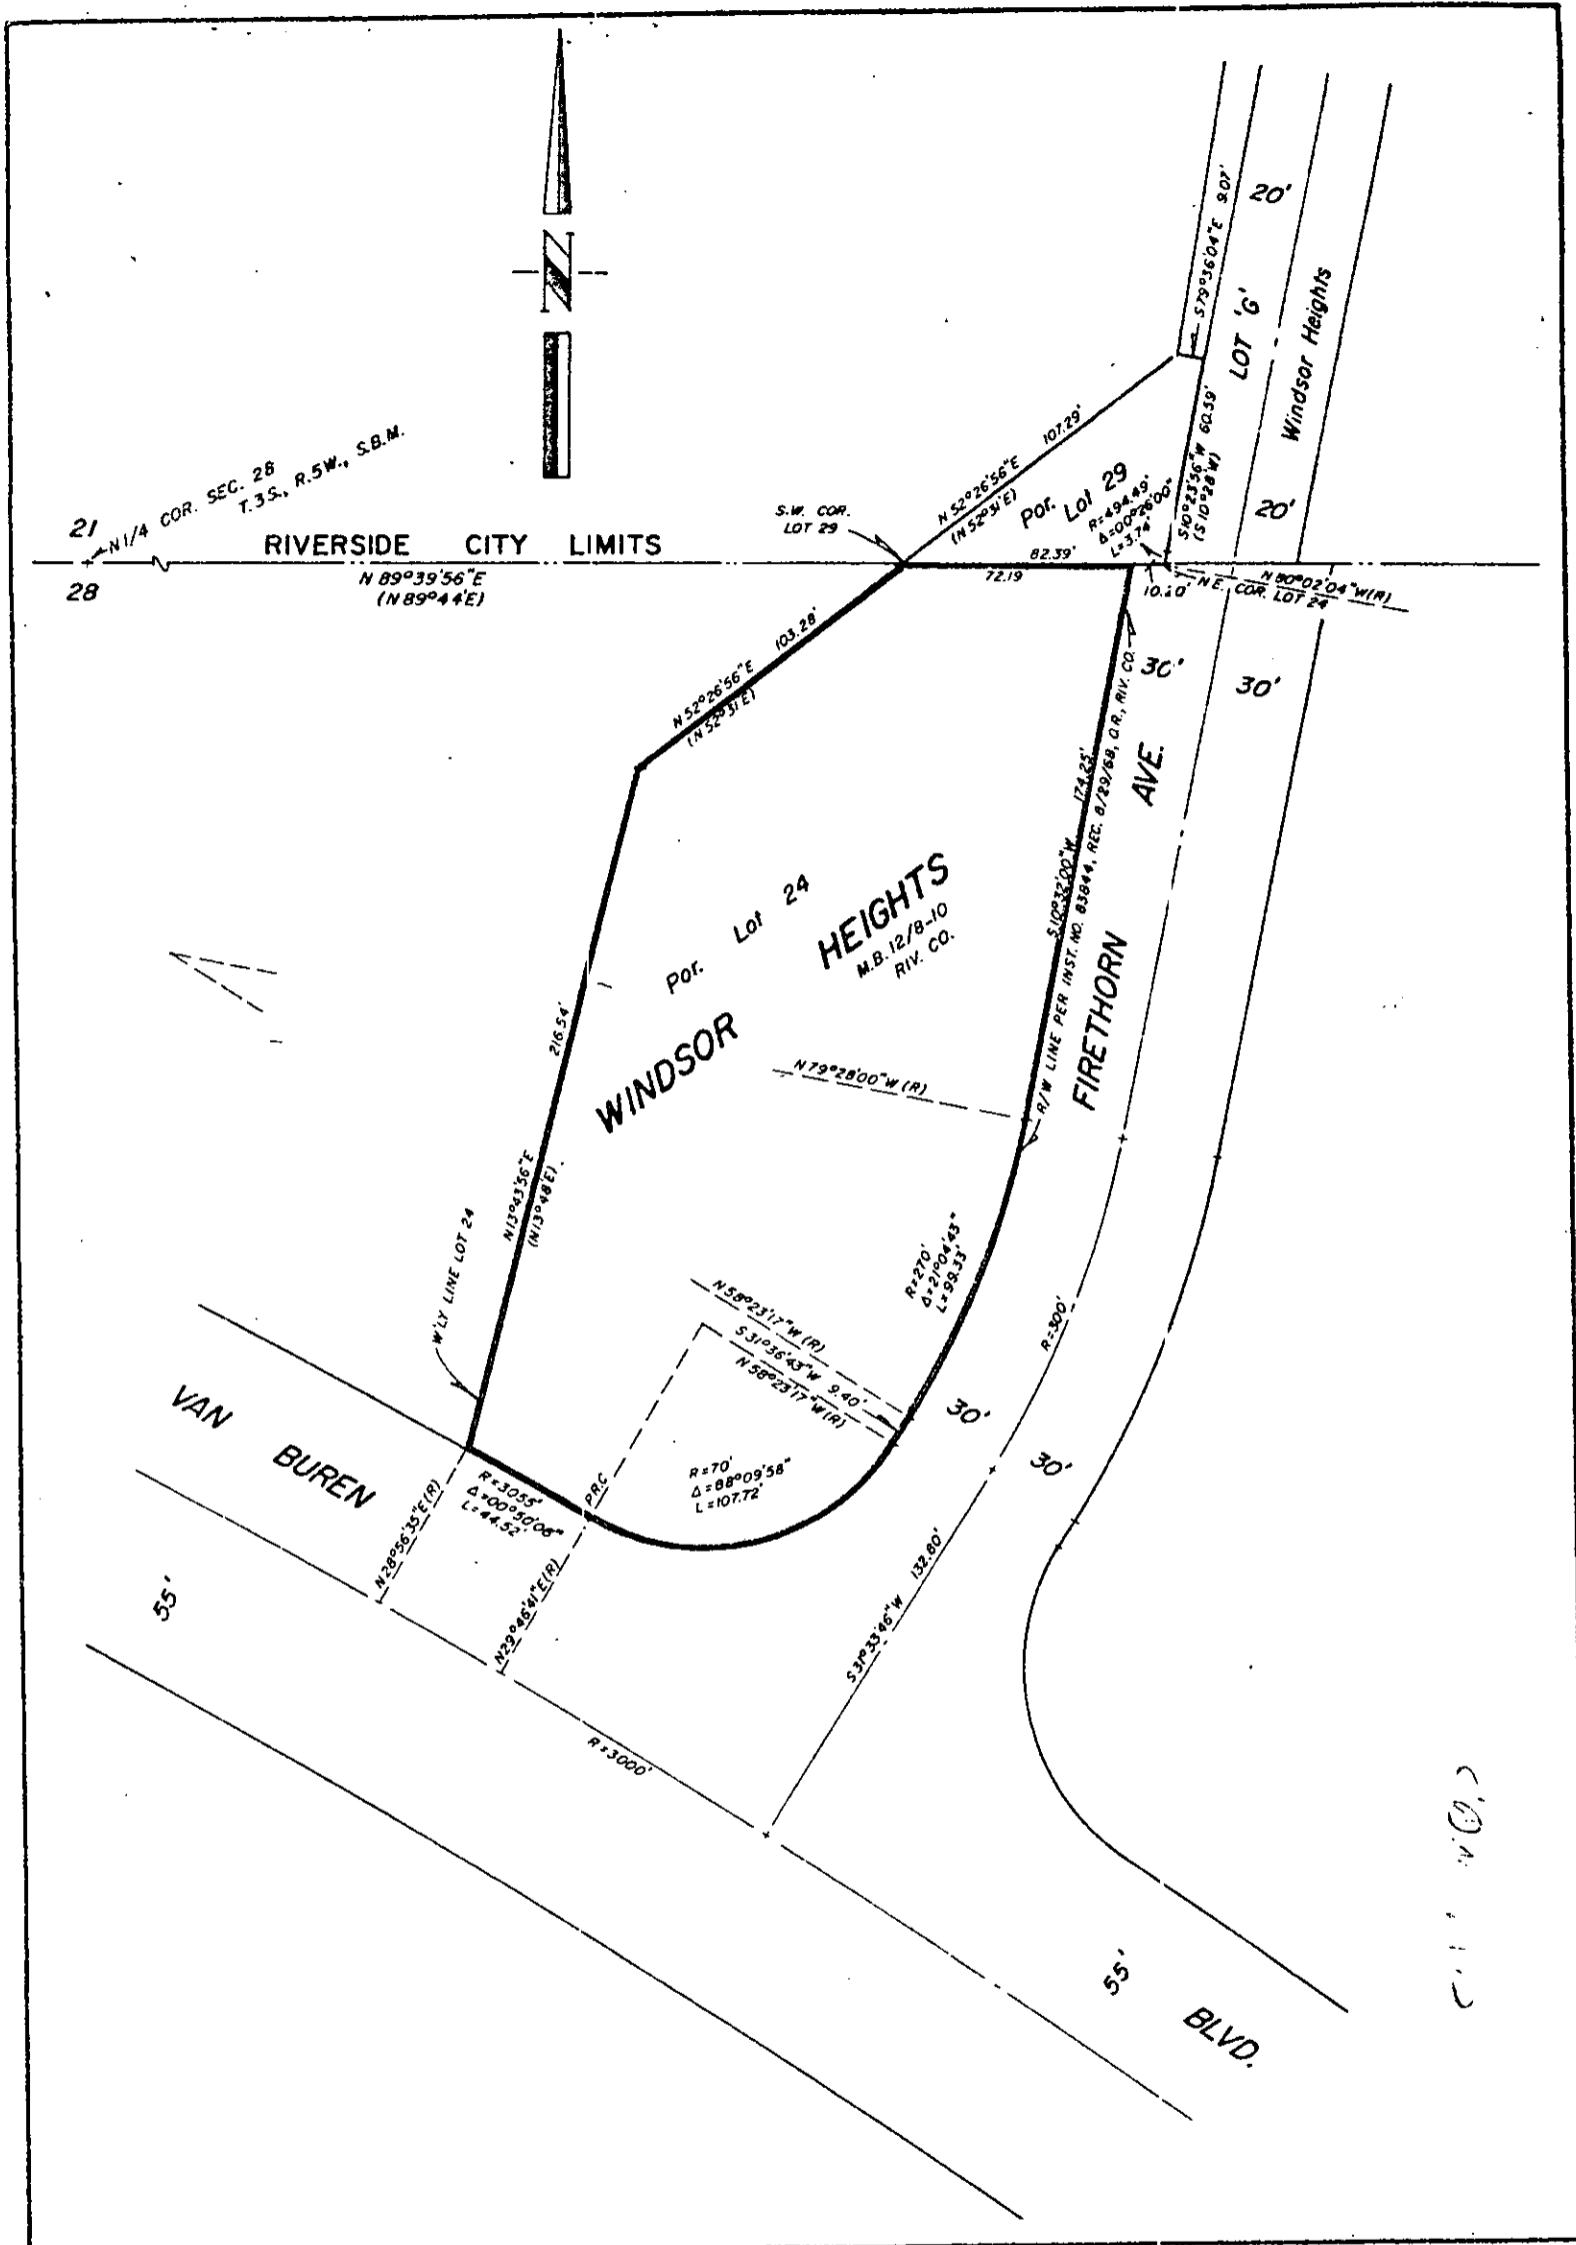 20'
S79°36'04"E 9.07'
LOT 'G'
Windsor Heights
20'
S10°23'56"W 60.59'
(S10°28'W)
N52°26'56"E 107.29'
(N52°31'E)
Por. Lot 29
R=494.49'
Δ=00°26'00"
L=3.74'
S.W. COR.
LOT 29
N 1/4 COR. SEC. 28
T.3S., R.5W., S.B.M.
21
28
RIVERSIDE CITY LIMITS
N 89°39'56"E
(N 89°44'E)
82.39'
72.19
10.20'
N 80°02'04"W(R)
N.E. COR. LOT 24
30'
30'
N52°26'56"E 103.28'
(N52°31'E)
S10°32'00"W 174.25'
R/W LINE PER INST. NO. 83844, REC. 8/29/68, O.R., RIV. CO.
FIRETHORN AVE.
Por. Lot 24
WINDSOR HEIGHTS
M.B. 12/8-10
RIV. CO.
216.54'
N13°43'56"E
(N13°48'E)
W'LY LINE LOT 24
N79°28'00"W (R)
R=270'
Δ=21°04'43"
L=99.33'
N58°23'17"W (R)
S31°36'43"W 9.40'
N58°23'17"W(R)
R=300'
30'
30'
R=70'
Δ=88°09'58"
L=107.72'
P.R.C.
R=3055'
Δ=00°50'06"
L=44.52'
N28°56'35"E(R)
N29°46'41"E(R)
S31°33'46"W 132.80'
VAN BUREN
55'
R=3000'
55'
BLVD.